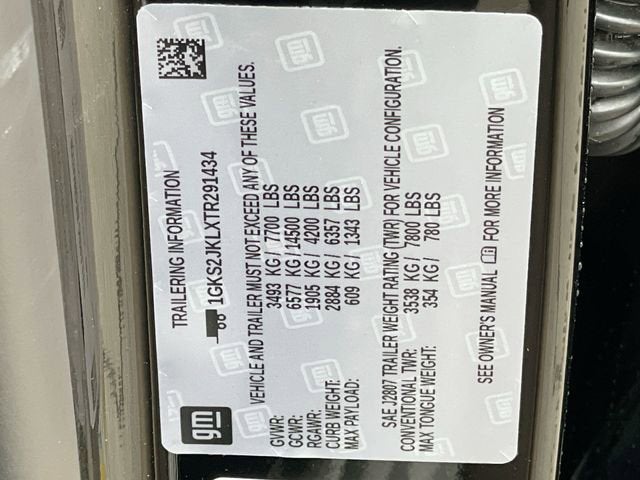 TRAILERING INFORMATION
1GKS2JKLXTR291434
VEHICLE AND TRAILER MUST NOT EXCEED ANY OF THESE VALUES.
GVWR: 3493 KG/ 7700 LBS
GCWR: 6577 KG/14500 LBS
RGAWR: 1905 KG/ 4200 LBS
CURB WEIGHT: 2884 KG/ 6357 LBS
MAX PAYLOAD: 609 KG/ 1343 LBS
SAE J2807 TRAILER WEIGHT RATING (TWR) FOR VEHICLE CONFIGURATION.
CONVENTIONAL TWR: 3538 KG/ 7800 LBS
MAX TONGUE WEIGHT: 354 KG/ 780 LBS
SEE OWNER'S MANUAL FOR MORE INFORMATION
gm